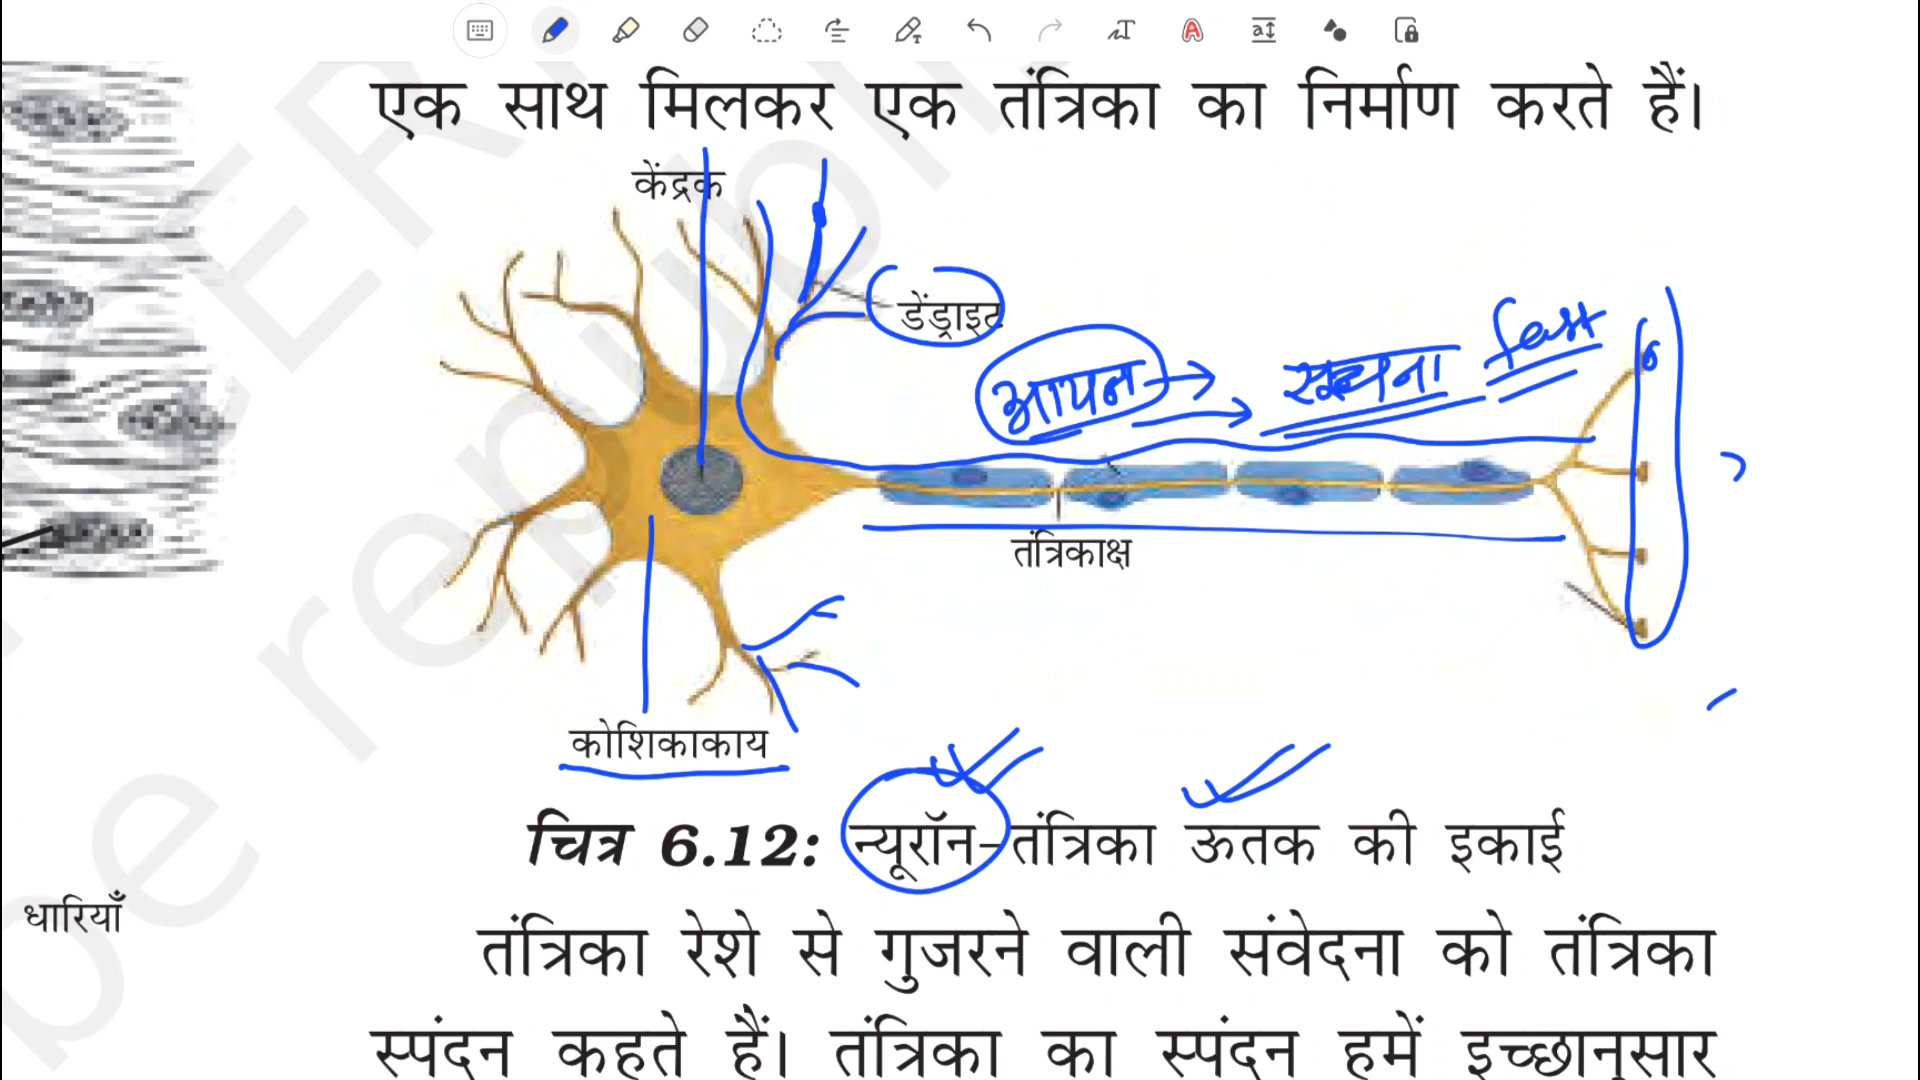 एक साथ मिलकर एक तंत्रिका का निर्माण करते हैं।
केंद्रक
डेंड्राइट
आयन → सूचना fast
तंत्रिकाक्ष
कोशिकाकाय
चित्र 6.12: न्यूरॉन-तंत्रिका ऊतक की इकाई
धारियाँ
तंत्रिका रेशे से गुजरने वाली संवेदना को तंत्रिका
स्पंदन कहते हैं। तंत्रिका का स्पंदन हमें इच्छानुसार